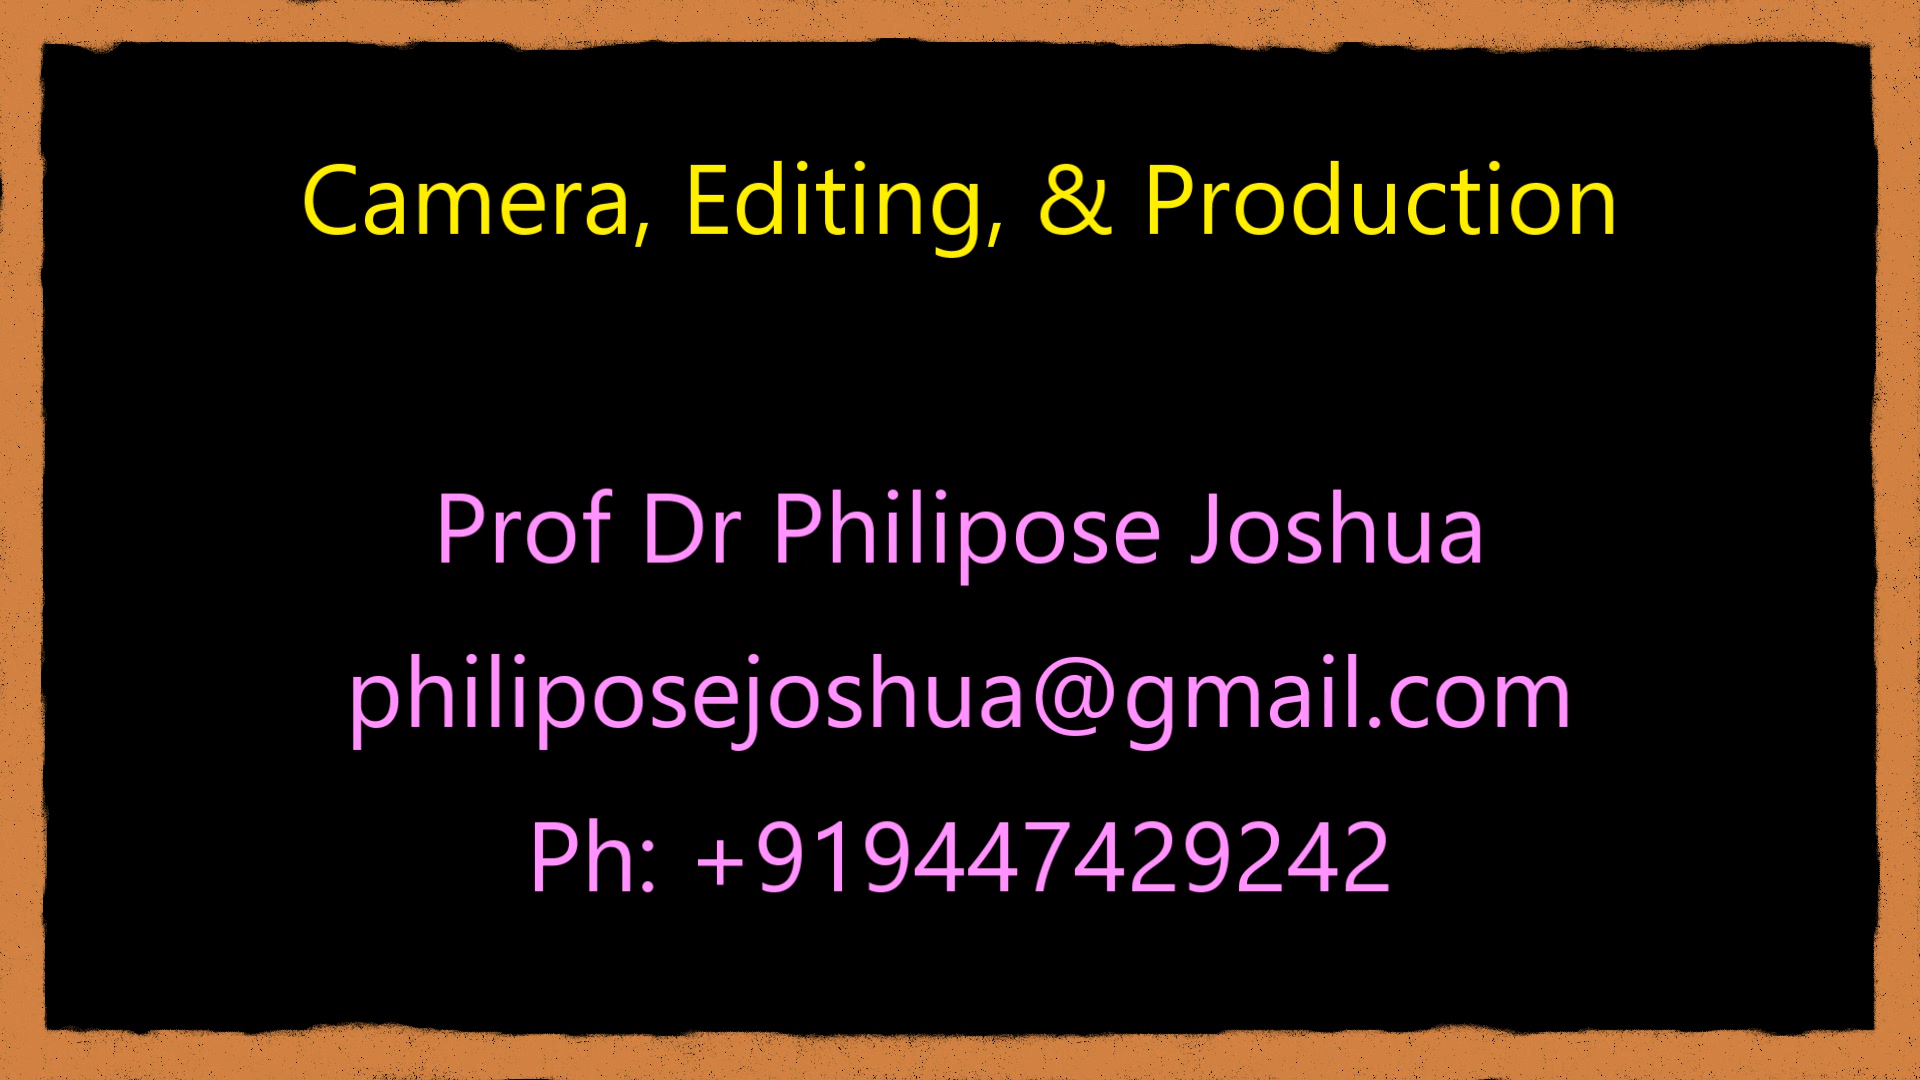 Camera, Editing, & Production
Prof Dr Philipose Joshua
philiposejoshua@gmail.com
Ph: +919447429242